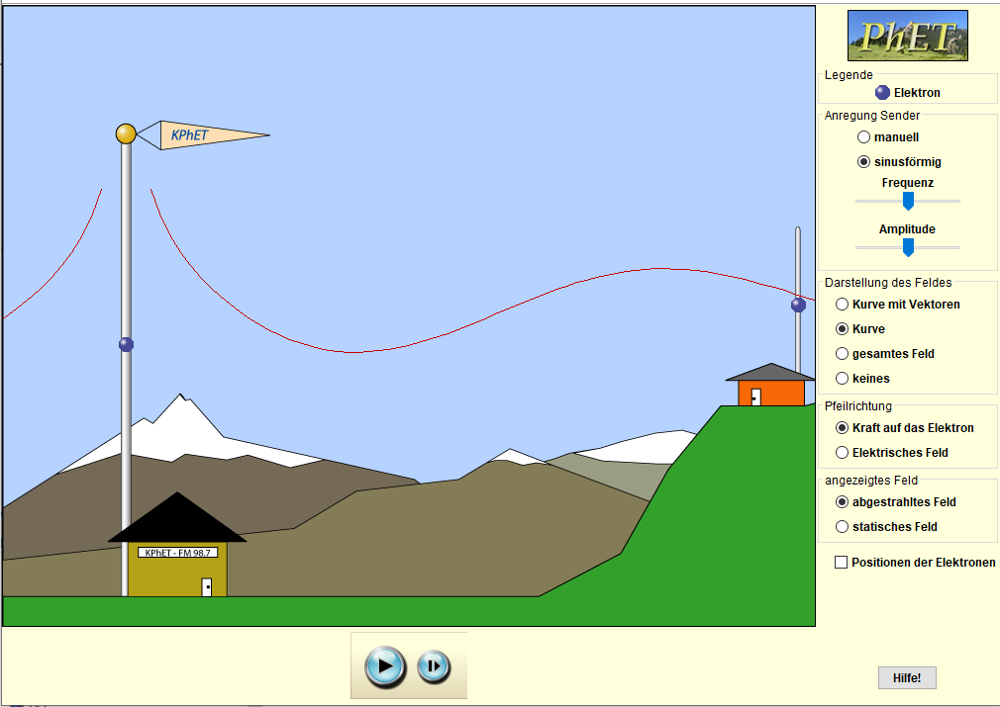 PhET
Legende
Elektron
Anregung Sender
manuell
sinusförmig
Frequenz
Amplitude
Darstellung des Feldes
Kurve mit Vektoren
Kurve
gesamtes Feld
keines
Pfeilrichtung
Kraft auf das Elektron
Elektrisches Feld
angezeigtes Feld
abgestrahltes Feld
statisches Feld
Positionen der Elektronen
Hilfe!
KPhET
KPhET - FM 98.7